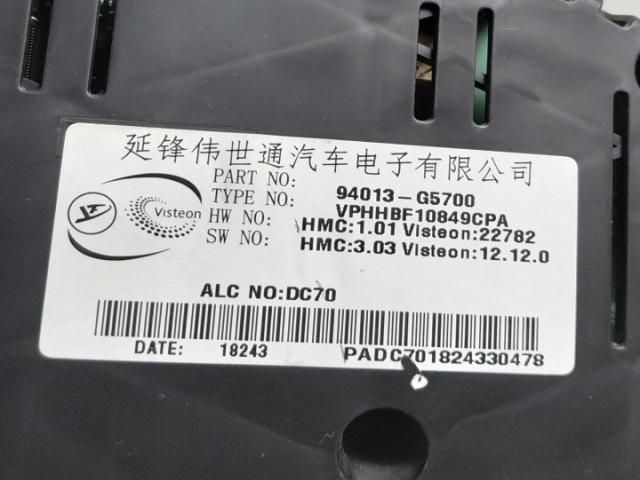 延锋伟世通汽车电子有限公司
PART NO: 94013-G5700
TYPE NO: VPHHBF10849CPA
HW NO: HMC:1.01 Visteon:22782
SW NO: HMC:3.03 Visteon:12.12.0
YF Visteon
ALC NO:DC70
DATE: 18243 PADC701824330478